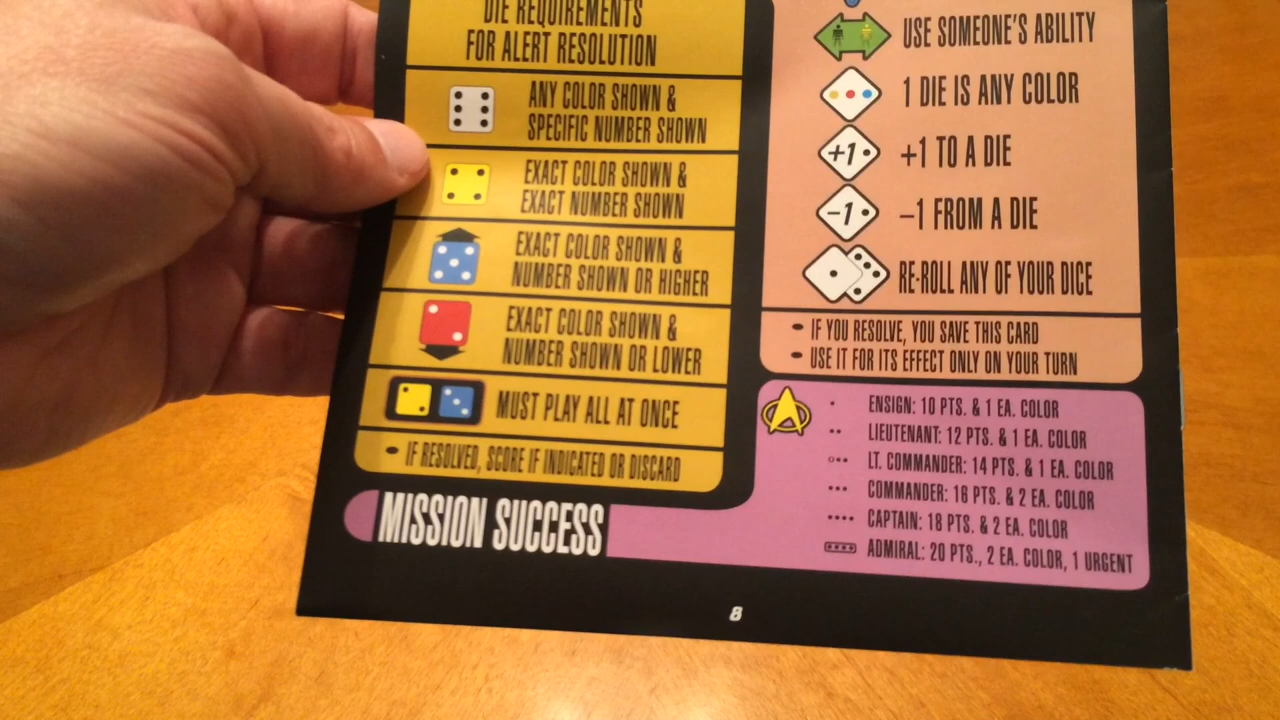 DIE REQUIREMENTS
FOR ALERT RESOLUTION
ANY COLOR SHOWN &
SPECIFIC NUMBER SHOWN
EXACT COLOR SHOWN &
EXACT NUMBER SHOWN
EXACT COLOR SHOWN &
NUMBER SHOWN OR HIGHER
EXACT COLOR SHOWN &
NUMBER SHOWN OR LOWER
MUST PLAY ALL AT ONCE
• IF RESOLVED, SCORE IF INDICATED OR DISCARD
USE SOMEONE'S ABILITY
1 DIE IS ANY COLOR
+1 +1 TO A DIE
-1 –1 FROM A DIE
RE-ROLL ANY OF YOUR DICE
• IF YOU RESOLVE, YOU SAVE THIS CARD
• USE IT FOR ITS EFFECT ONLY ON YOUR TURN
MISSION SUCCESS
ENSIGN: 10 PTS. & 1 EA. COLOR
LIEUTENANT: 12 PTS. & 1 EA. COLOR
LT. COMMANDER: 14 PTS. & 1 EA. COLOR
COMMANDER: 16 PTS. & 2 EA. COLOR
CAPTAIN: 18 PTS. & 2 EA. COLOR
ADMIRAL: 20 PTS., 2 EA. COLOR, 1 URGENT
8